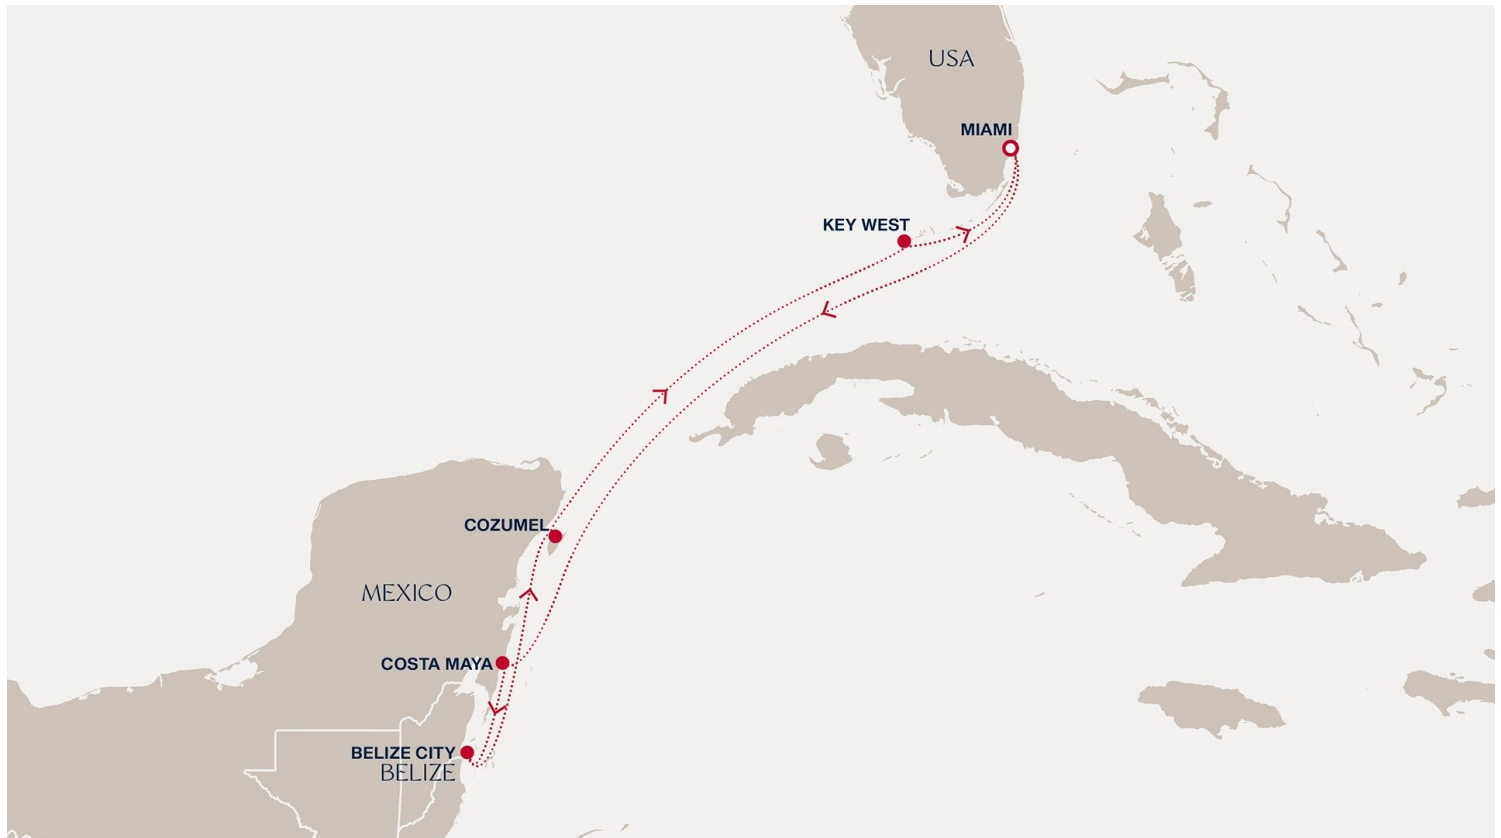 USA
MIAMI
KEY WEST
COZUMEL
MEXICO
COSTA MAYA
BELIZE CITY
BELIZE